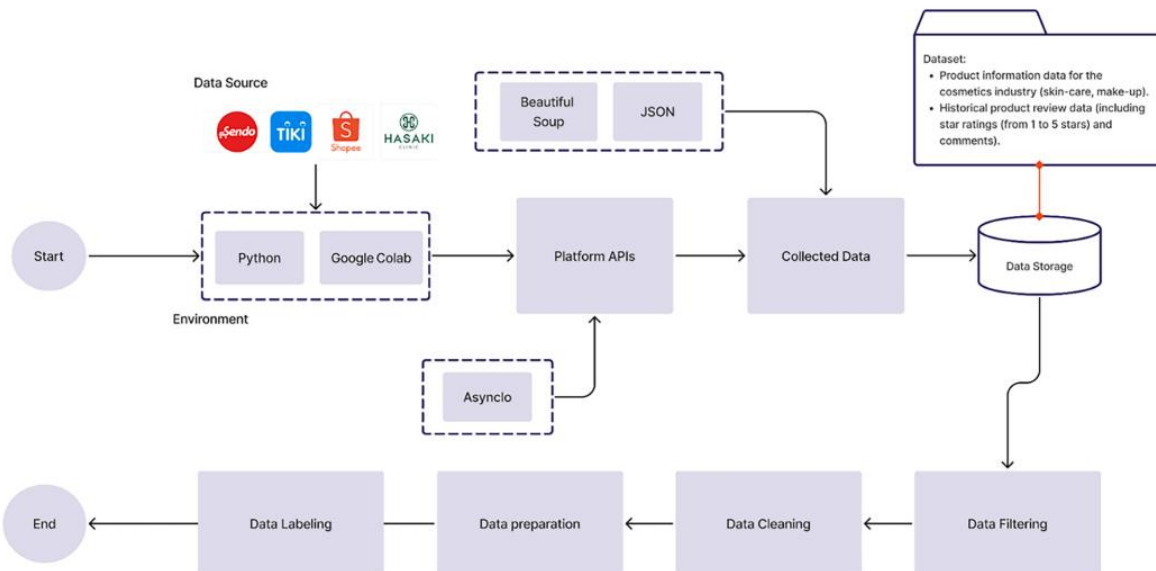 Data Source
Sendo
TIKI
S
Shopee
HASAKI
CLINIC
Beautiful
Soup
JSON
Dataset:
• Product information data for the
cosmetics industry (skin-care, make-up).
• Historical product review data (including
star ratings (from 1 to 5 stars) and
comments).
Start
Python
Google Colab
Environment
Platform APIs
Collected Data
Data Storage
AsyncIo
End
Data Labeling
Data preparation
Data Cleaning
Data Filtering